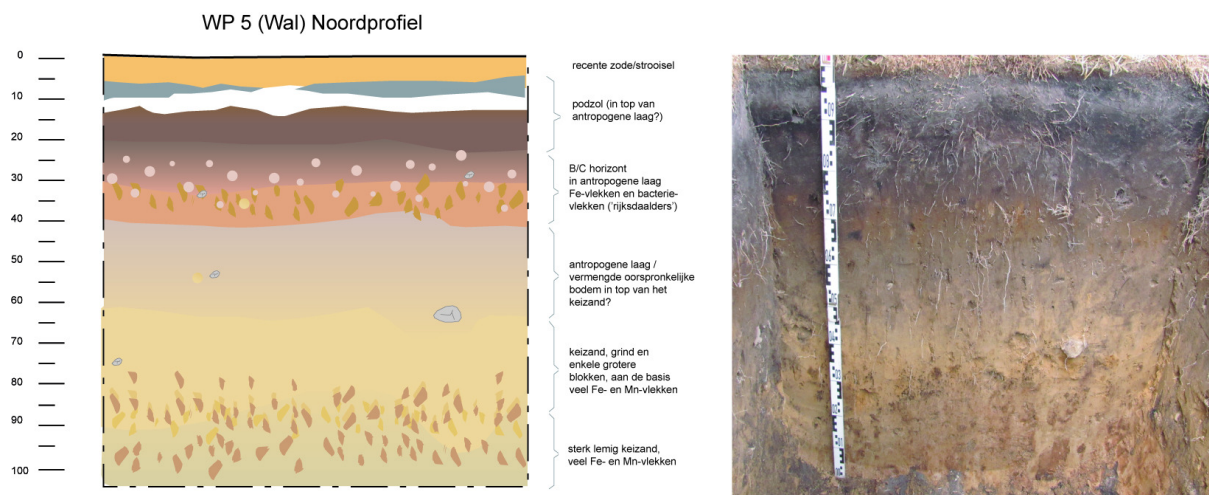 WP 5 (Wal) Noordprofiel
0
10
20
30
40
50
60
70
80
90
100
recente zode/strooisel
podzol (in top van
antropogene laag?)
B/C horizont
in antropogene laag
Fe-vlekken en bacterie-
vlekken ('rijksdaalders')
antropogene laag /
vermengde oorspronkelijke
bodem in top van het
keizand?
keizand, grind en
enkele grotere
blokken, aan de basis
veel Fe- en Mn-vlekken
sterk lemig keizand,
veel Fe- en Mn-vlekken